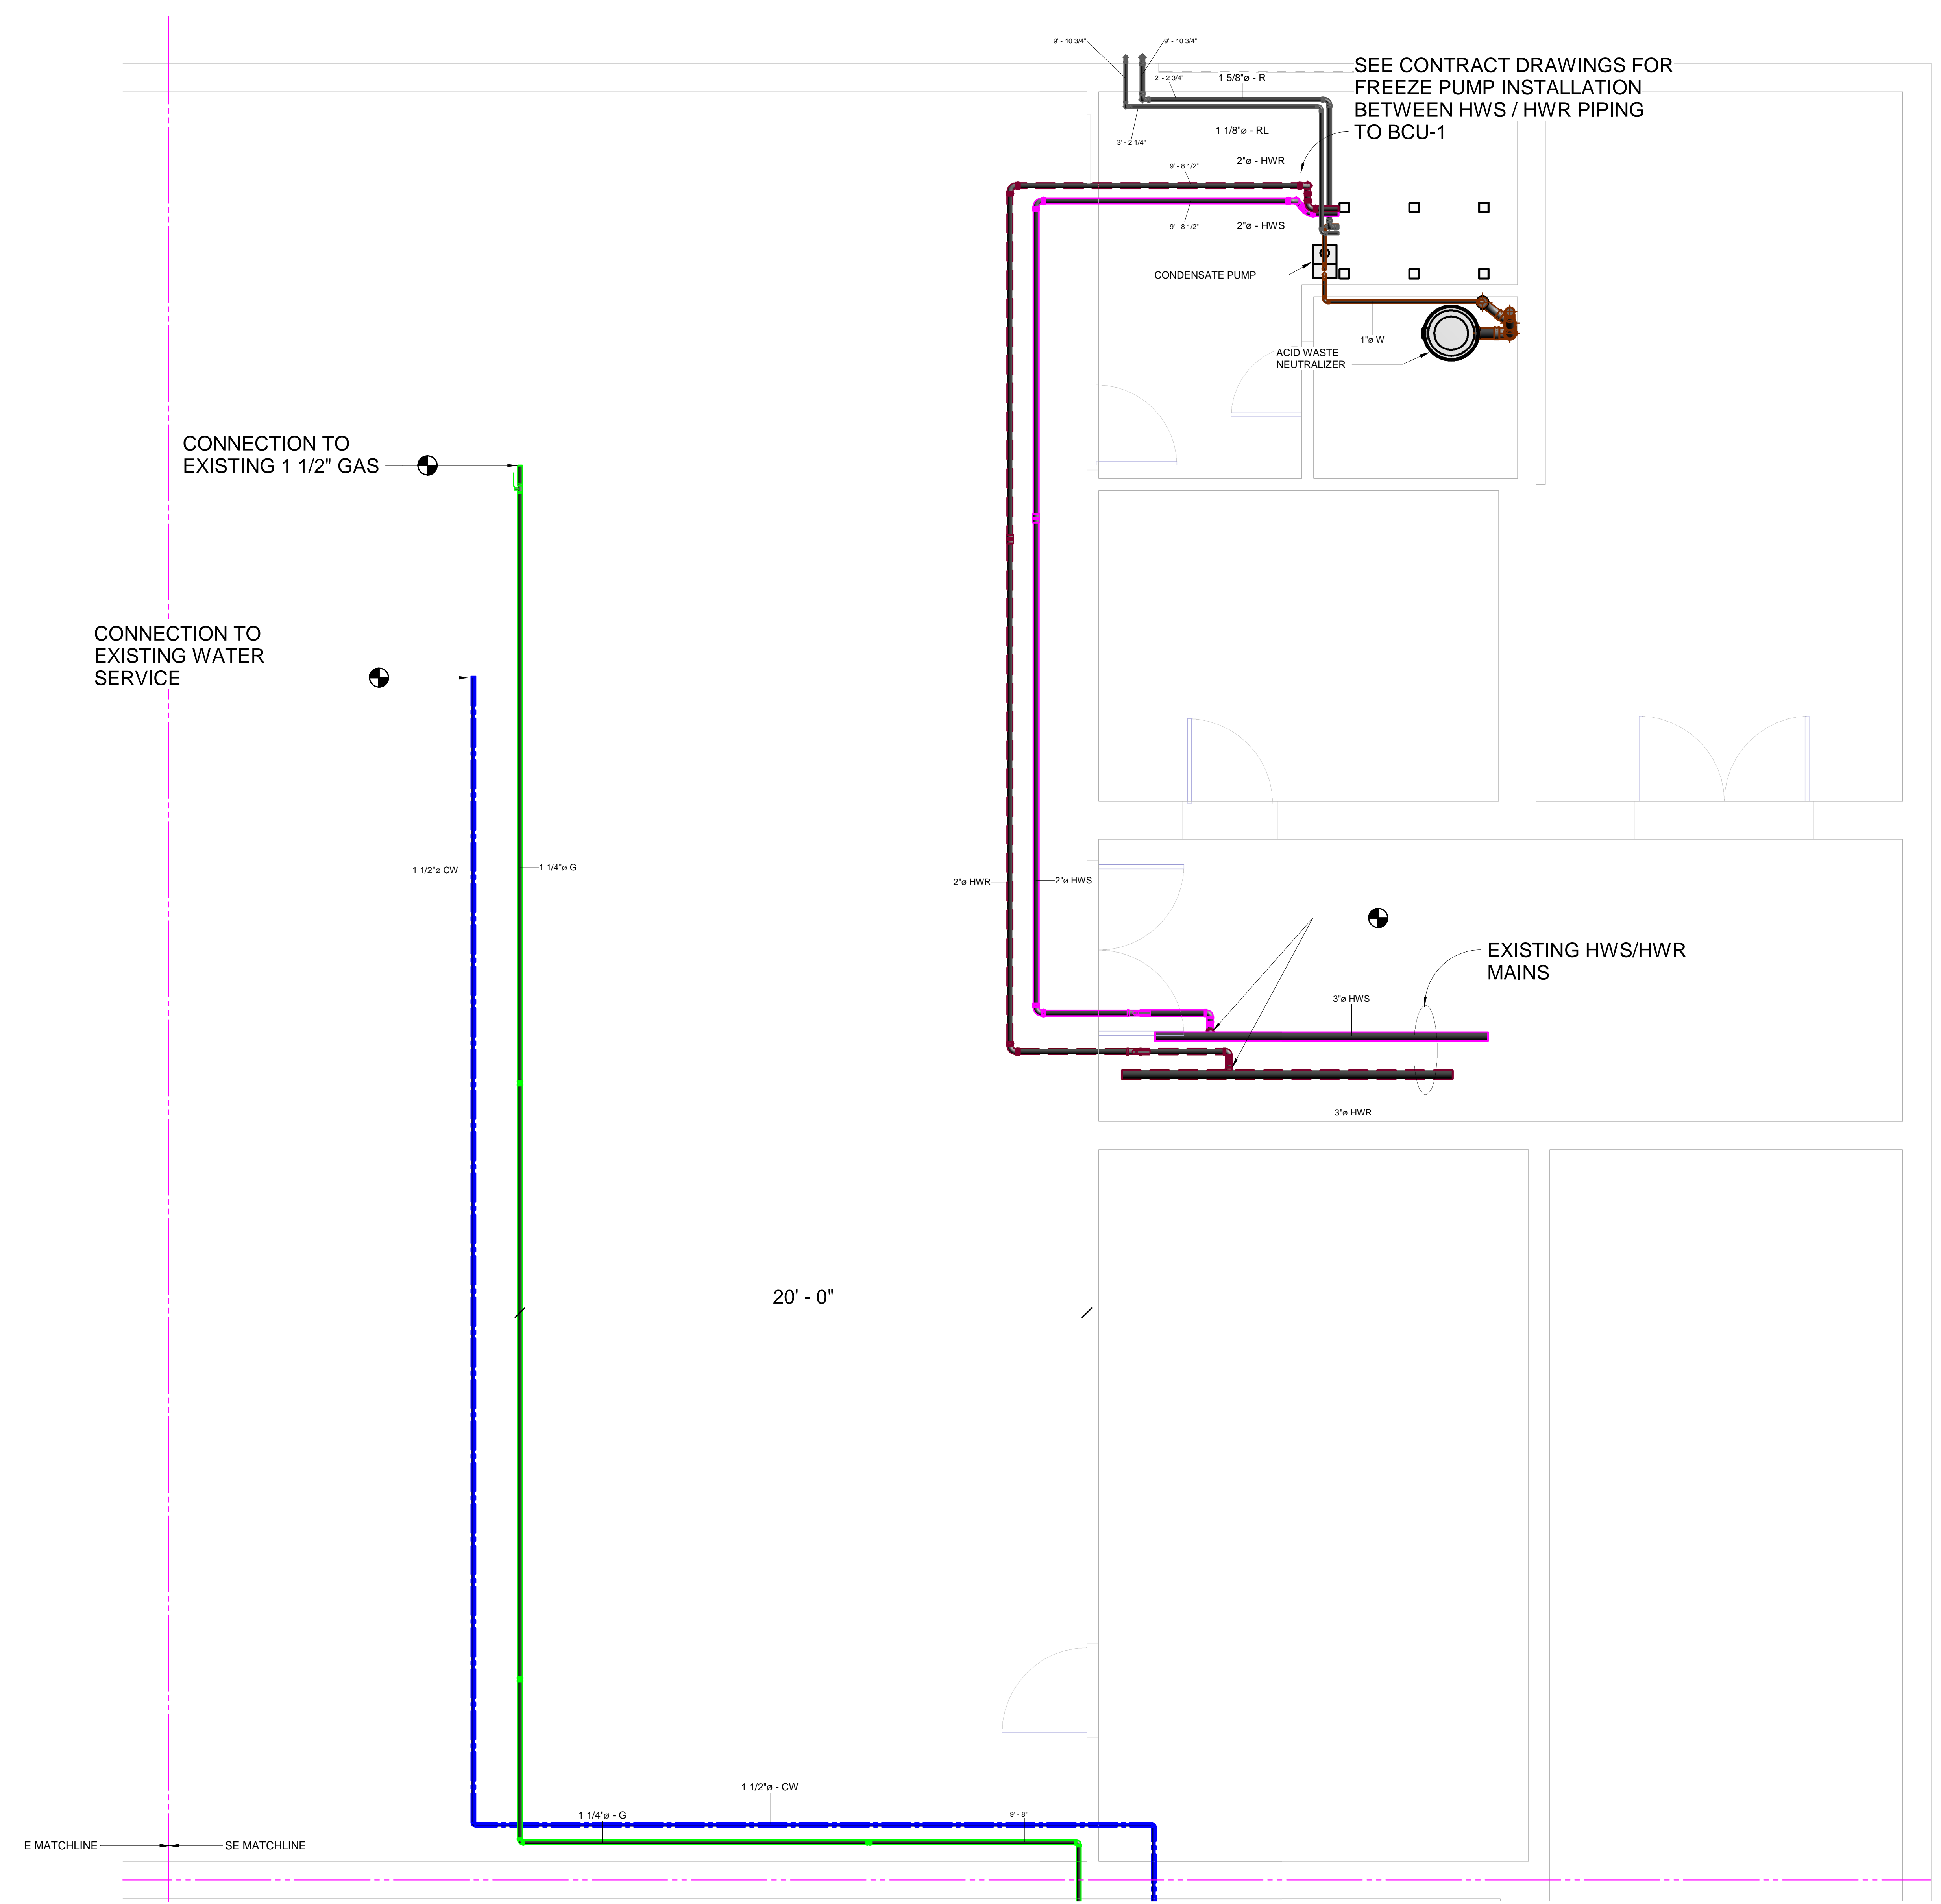 9' - 10 3/4"
9' - 10 3/4"
SEE CONTRACT DRAWINGS FOR
FREEZE PUMP INSTALLATION
BETWEEN HWS / HWR PIPING
TO BCU-1
2' - 2 3/4"
1 5/8"ø - R
1 1/8"ø - RL
3' - 2 1/4"
9' - 8 1/2"
2"ø - HWR
9' - 8 1/2"
2"ø - HWS
CONDENSATE PUMP
1"ø W
ACID WASTE
NEUTRALIZER
CONNECTION TO
EXISTING 1 1/2" GAS
CONNECTION TO
EXISTING WATER
SERVICE
1 1/2"ø CW
1 1/4"ø G
2"ø HWR
2"ø HWS
EXISTING HWS/HWR
MAINS
3"ø HWS
3"ø HWR
20' - 0"
1 1/2"ø - CW
1 1/4"ø - G
9' - 8"
E MATCHLINE
SE MATCHLINE